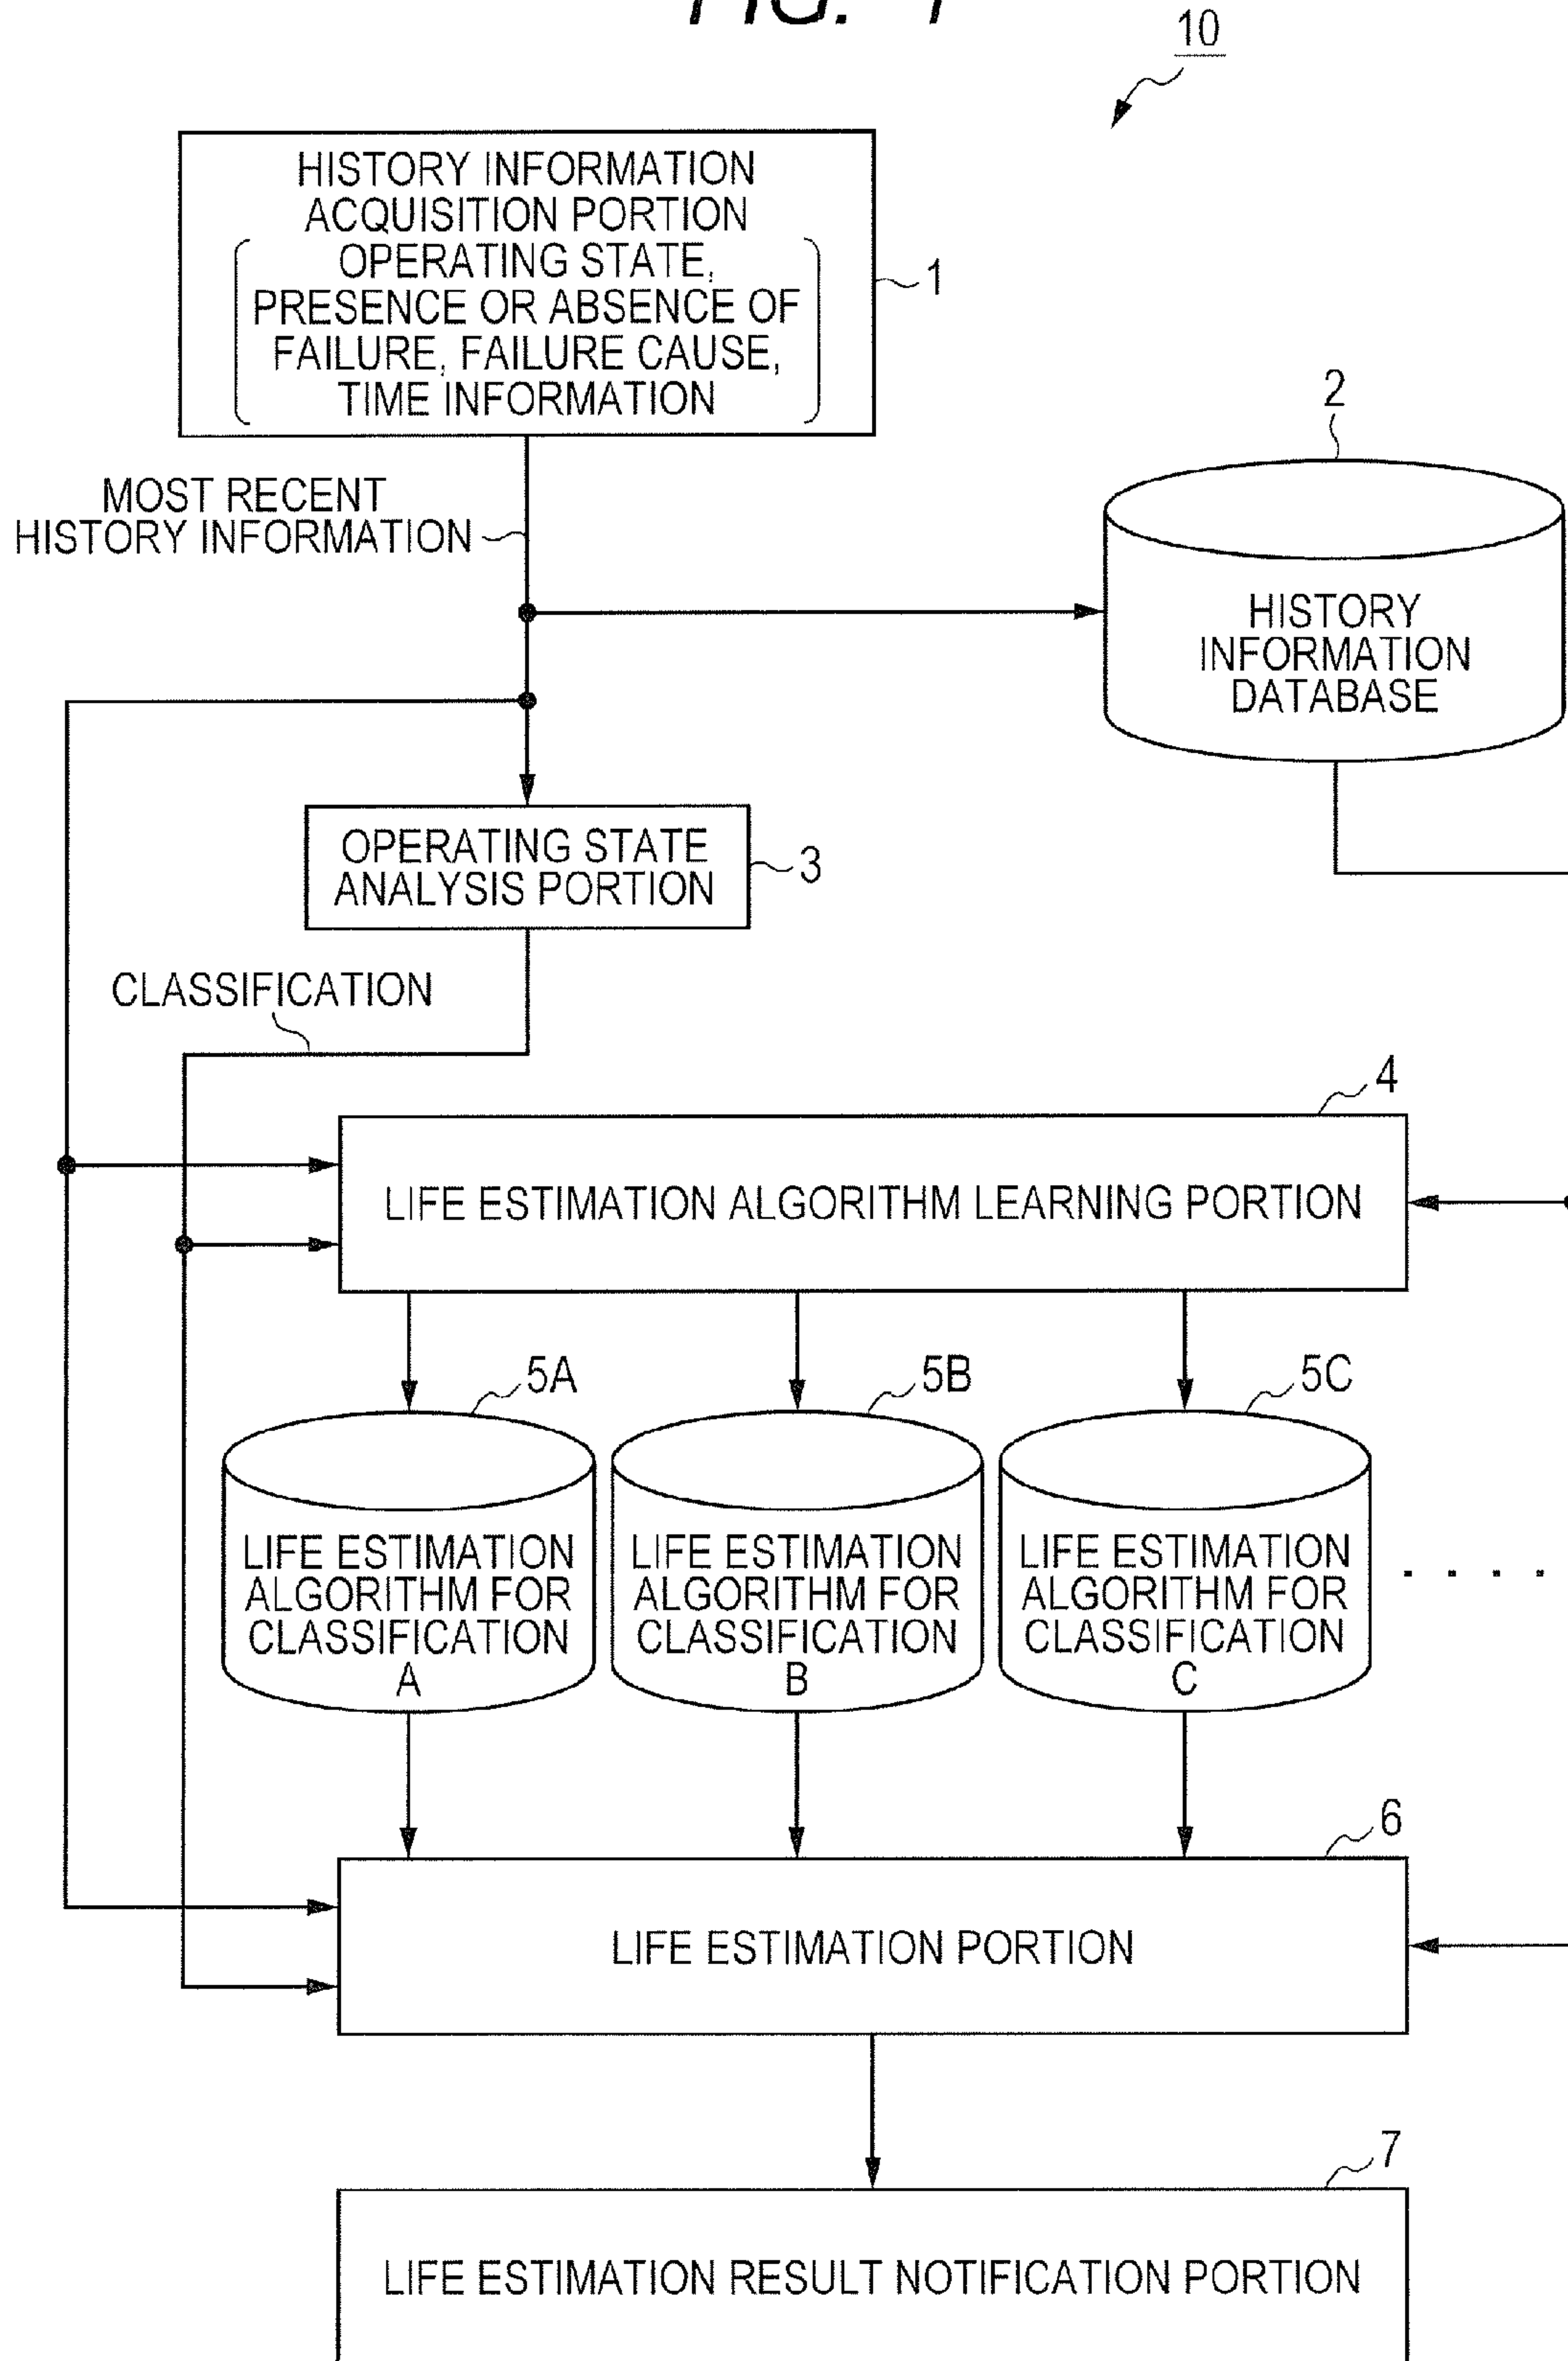 FIG. 1
10
HISTORY INFORMATION
ACQUISITION PORTION
OPERATING STATE,
PRESENCE OR ABSENCE OF
FAILURE, FAILURE CAUSE,
TIME INFORMATION
1
MOST RECENT
HISTORY INFORMATION
2
HISTORY
INFORMATION
DATABASE
OPERATING STATE
ANALYSIS PORTION
3
CLASSIFICATION
4
LIFE ESTIMATION ALGORITHM LEARNING PORTION
5A
5B
5C
LIFE ESTIMATION
ALGORITHM FOR
CLASSIFICATION
A
LIFE ESTIMATION
ALGORITHM FOR
CLASSIFICATION
B
LIFE ESTIMATION
ALGORITHM FOR
CLASSIFICATION
C
. . . .
6
LIFE ESTIMATION PORTION
7
LIFE ESTIMATION RESULT NOTIFICATION PORTION